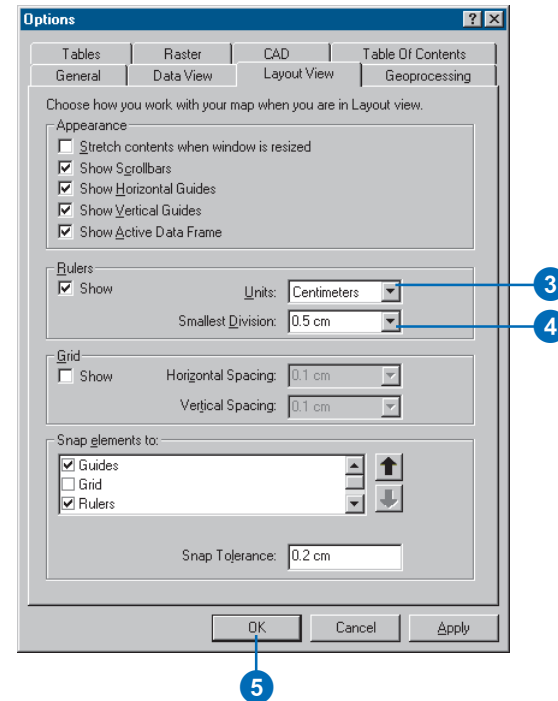 Options
Tables Raster CAD Table Of Contents
General Data View Layout View Geoprocessing
Choose how you work with your map when you are in Layout view.
Appearance
Stretch contents when window is resized
Show Scrollbars
Show Horizontal Guides
Show Vertical Guides
Show Active Data Frame
Rulers
Show Units: Centimeters 3
Smallest Division: 0.5 cm 4
Grid
Show Horizontal Spacing: 0.1 cm
Vertical Spacing: 0.1 cm
Snap elements to:
Guides
Grid
Rulers
Snap Tolerance: 0.2 cm
OK Cancel Apply
5